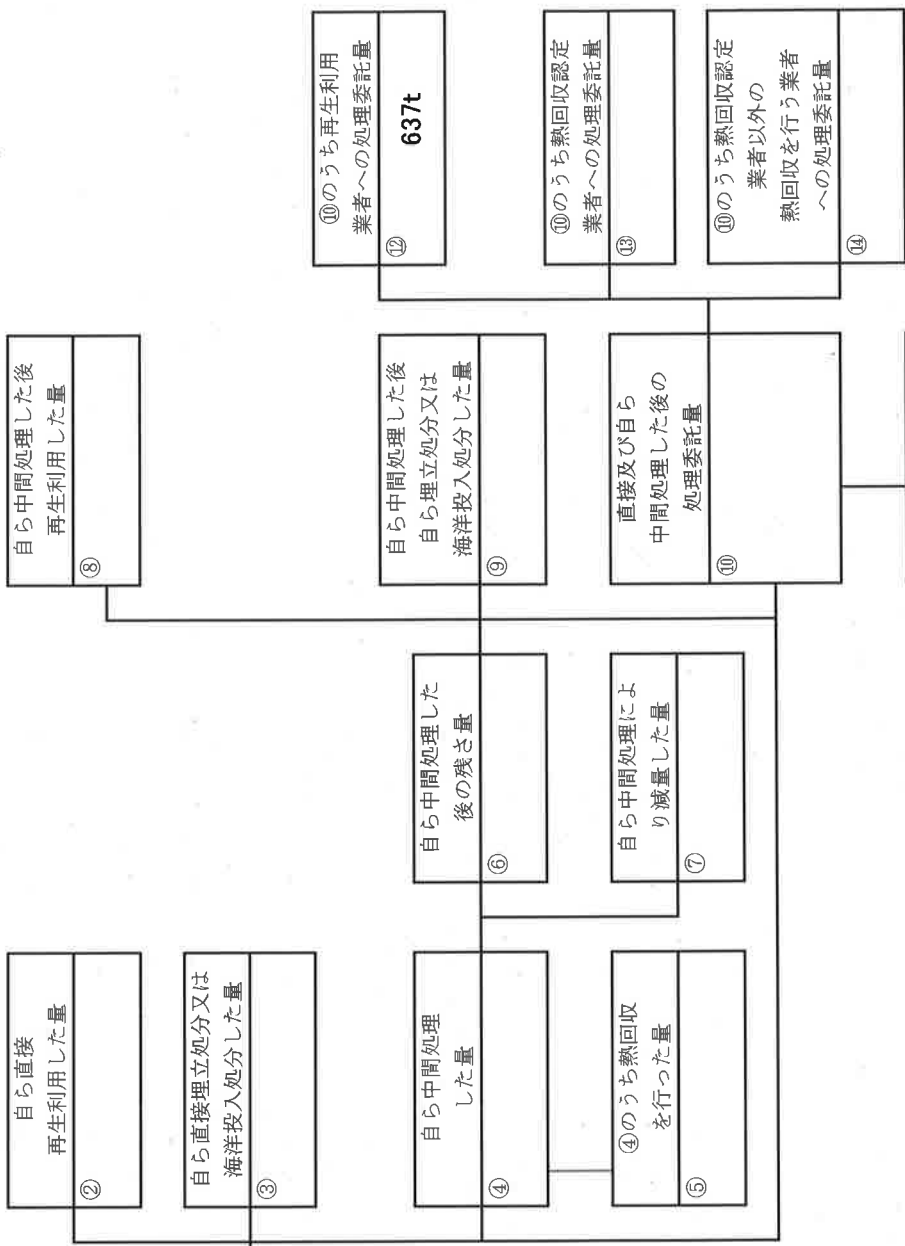 自ら直接
再生利用した量
②
自ら直接埋立処分又は
海洋投入処分した量
③
自ら中間処理
した量
④
④のうち熱回収
を行った量
⑤
自ら中間処理した
後の残さ量
⑥
自ら中間処理によ
り減量した量
⑦
自ら中間処理した後
再生利用した量
⑧
自ら中間処理した後
自ら埋立処分又は
海洋投入処分した量
⑨
直接及び自ら
中間処理した後の
処理委託量
⑩
⑩のうち再生利用
業者への処理委託量
⑫
637t
⑩のうち熱回収認定
業者への処理委託量
⑬
⑩のうち熱回収認定
業者以外の
熱回収を行う業者
への処理委託量
⑭